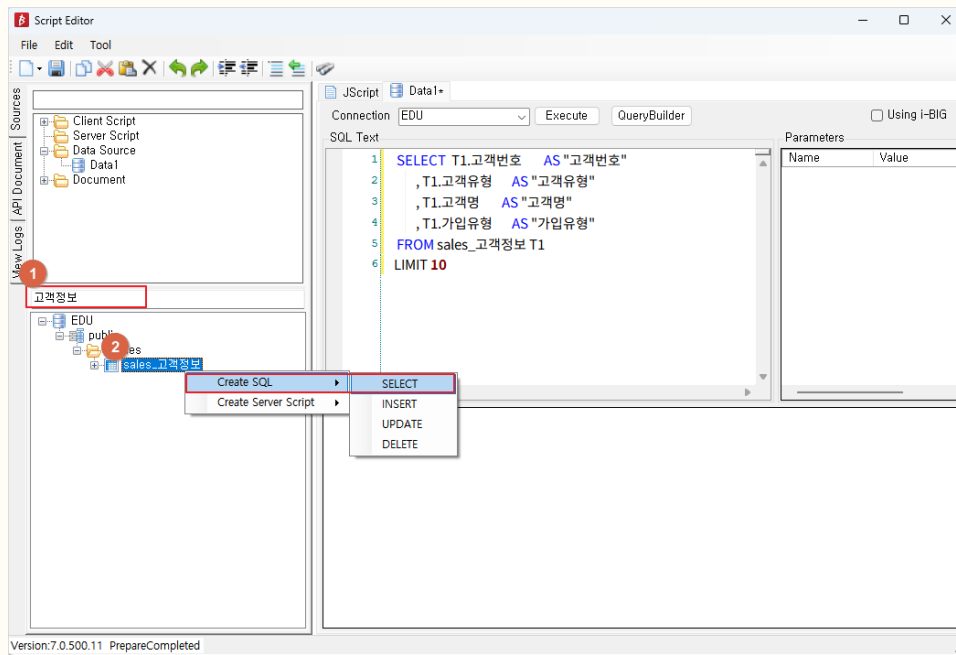 Script Editor
File Edit Tool
Sources
API Document
View Logs
Client Script
Server Script
Data Source
Data1
Document
1
고객정보
EDU
2
sales_고객정보
JScript Data1*
Connection EDU Execute QueryBuilder Using i-BIG
SQL Text
1 SELECT T1.고객번호 AS "고객번호"
2 , T1.고객유형 AS "고객유형"
3 , T1.고객명 AS "고객명"
4 , T1.가입유형 AS "가입유형"
5 FROM sales_고객정보 T1
6 LIMIT 10
Parameters
Name Value
Create SQL
Create Server Script
SELECT
INSERT
UPDATE
DELETE
Version:7.0.500.11 PrepareCompleted